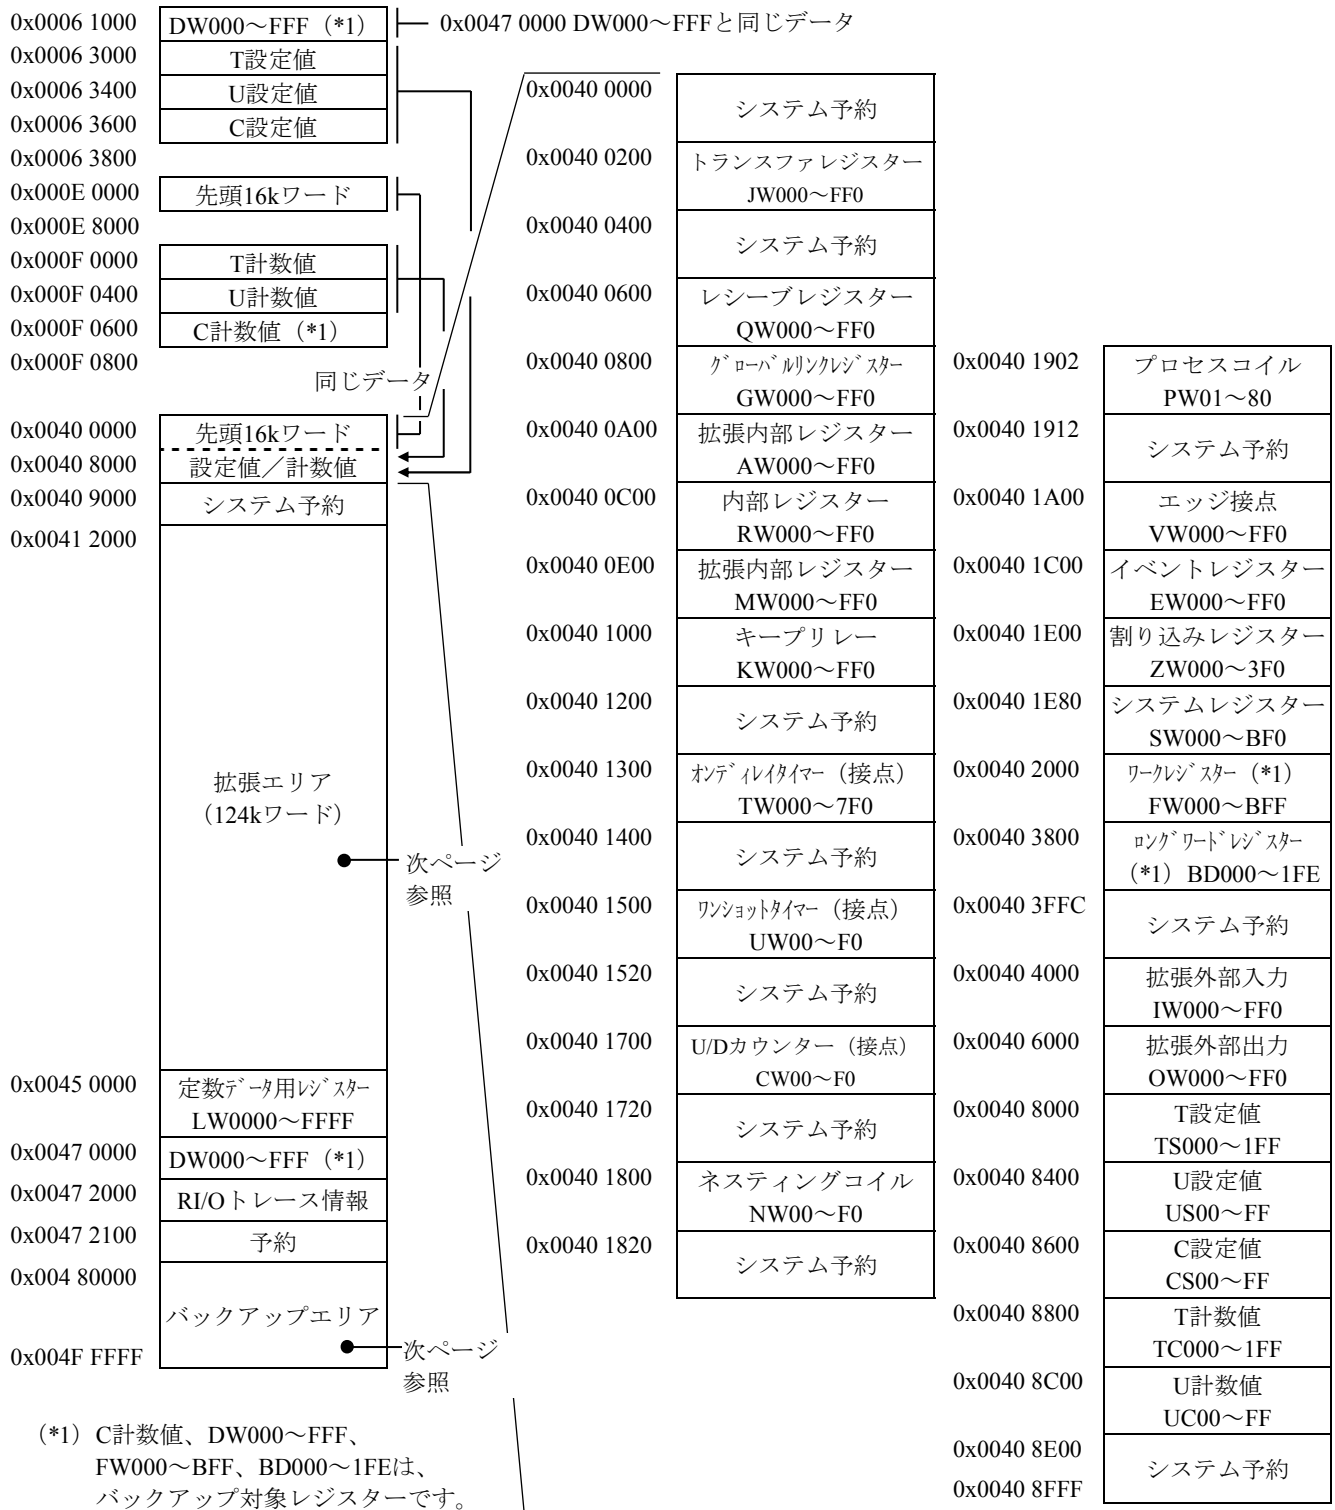 0x0006 1000
DW000～FFF（*1）
0x0047 0000 DW000～FFFと同じデータ
0x0006 3000
T設定値
0x0006 3400
U設定値
0x0006 3600
C設定値
0x0006 3800
0x000E 0000
先頭16kワード
0x000E 8000
0x000F 0000
T計数値
0x000F 0400
U計数値
0x000F 0600
C計数値（*1）
0x000F 0800
同じデータ
0x0040 0000
先頭16kワード
0x0040 8000
設定値／計数値
0x0040 9000
システム予約
0x0041 2000
拡張エリア
（124kワード）
次ページ
参照
0x0045 0000
定数ﾃﾞｰﾀ用ﾚｼﾞｽﾀｰ
LW0000～FFFF
0x0047 0000
DW000～FFF（*1）
0x0047 2000
RI/Oトレース情報
0x0047 2100
予約
0x004 80000
バックアップエリア
次ページ
参照
0x004F FFFF
（*1）C計数値、DW000～FFF、
FW000～BFF、BD000～1FEは、
バックアップ対象レジスターです。
0x0040 0000
システム予約
0x0040 0200
トランスファレジスター
JW000～FF0
0x0040 0400
システム予約
0x0040 0600
レシーブレジスター
QW000～FF0
0x0040 0800
ｸﾞﾛｰﾊﾞﾙﾘﾝｸﾚｼﾞｽﾀｰ
GW000～FF0
0x0040 0A00
拡張内部レジスター
AW000～FF0
0x0040 0C00
内部レジスター
RW000～FF0
0x0040 0E00
拡張内部レジスター
MW000～FF0
0x0040 1000
キープリレー
KW000～FF0
0x0040 1200
システム予約
0x0040 1300
ｵﾝﾃﾞｨﾚｲﾀｲﾏｰ（接点）
TW000～7F0
0x0040 1400
システム予約
0x0040 1500
ﾜﾝｼｮｯﾄﾀｲﾏｰ（接点）
UW00～F0
0x0040 1520
システム予約
0x0040 1700
U/Dカウンター（接点）
CW00～F0
0x0040 1720
システム予約
0x0040 1800
ネスティングコイル
NW00～F0
0x0040 1820
システム予約
0x0040 1902
プロセスコイル
PW01～80
0x0040 1912
システム予約
0x0040 1A00
エッジ接点
VW000～FF0
0x0040 1C00
イベントレジスター
EW000～FF0
0x0040 1E00
割り込みレジスター
ZW000～3F0
0x0040 1E80
システムレジスター
SW000～BF0
0x0040 2000
ﾜｰｸﾚｼﾞｽﾀｰ（*1）
FW000～BFF
0x0040 3800
ﾛﾝｸﾞﾜｰﾄﾞﾚｼﾞｽﾀｰ
（*1）BD000～1FE
0x0040 3FFC
システム予約
0x0040 4000
拡張外部入力
IW000～FF0
0x0040 6000
拡張外部出力
OW000～FF0
0x0040 8000
T設定値
TS000～1FF
0x0040 8400
U設定値
US00～FF
0x0040 8600
C設定値
CS00～FF
0x0040 8800
T計数値
TC000～1FF
0x0040 8C00
U計数値
UC00～FF
0x0040 8E00
システム予約
0x0040 8FFF